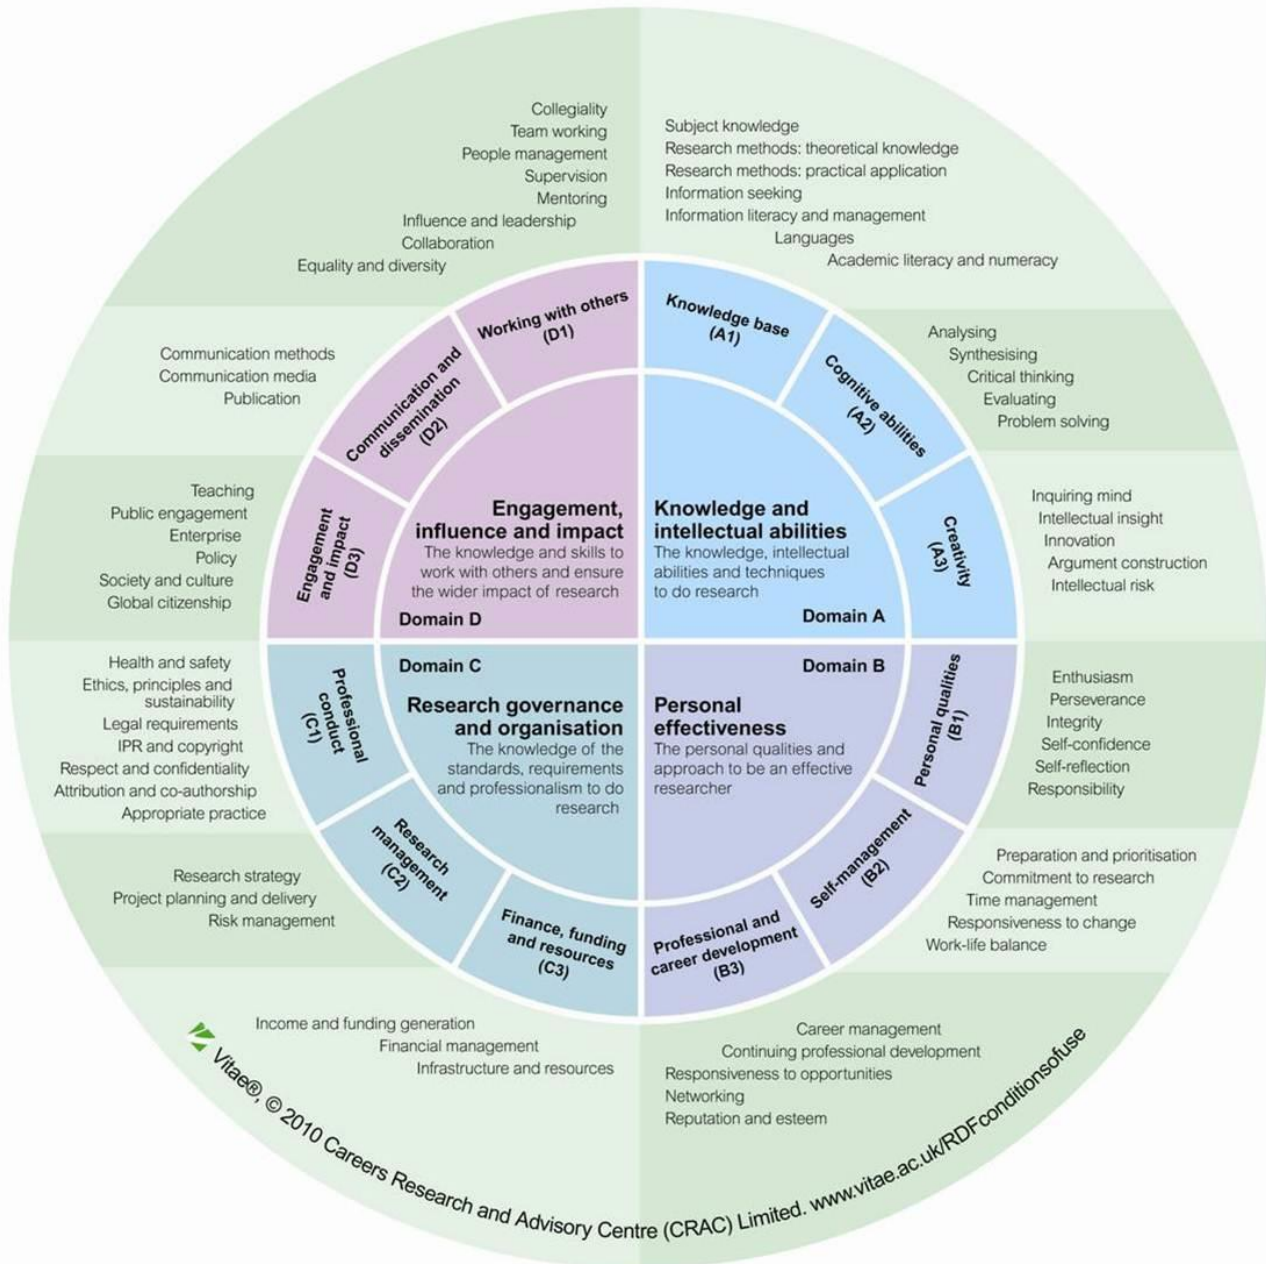 Collegiality
Team working
People management
Supervision
Mentoring
Influence and leadership
Collaboration
Equality and diversity
Subject knowledge
Research methods: theoretical knowledge
Research methods: practical application
Information seeking
Information literacy and management
Languages
Academic literacy and numeracy
Working with others
(D1)
Knowledge base
(A1)
Communication methods
Communication media
Publication
Communication and
dissemination
(D2)
Cognitive abilities
(A2)
Analysing
Synthesising
Critical thinking
Evaluating
Problem solving
Teaching
Public engagement
Enterprise
Policy
Society and culture
Global citizenship
Engagement
and impact
(D3)
Engagement,
influence and impact
The knowledge and skills to
work with others and ensure
the wider impact of research
Domain D
Knowledge and
intellectual abilities
The knowledge, intellectual
abilities and techniques
to do research
Domain A
Creativity
(A3)
Inquiring mind
Intellectual insight
Innovation
Argument construction
Intellectual risk
Health and safety
Ethics, principles and
sustainability
Legal requirements
IPR and copyright
Respect and confidentiality
Attribution and co-authorship
Appropriate practice
Professional
conduct
(C1)
Domain C
Research governance
and organisation
The knowledge of the
standards, requirements
and professionalism to do
research
Domain B
Personal
effectiveness
The personal qualities and
approach to be an effective
researcher
Personal qualities
(B1)
Enthusiasm
Perseverance
Integrity
Self-confidence
Self-reflection
Responsibility
Research strategy
Project planning and delivery
Risk management
Research
management
(C2)
Self-management
(B2)
Preparation and prioritisation
Commitment to research
Time management
Responsiveness to change
Work-life balance
Finance, funding
and resources
(C3)
Professional and
career development
(B3)
Income and funding generation
Financial management
Infrastructure and resources
Career management
Continuing professional development
Responsiveness to opportunities
Networking
Reputation and esteem
Vitae®, © 2010 Careers Research and Advisory Centre (CRAC) Limited. www.vitae.ac.uk/RDFconditionsofuse